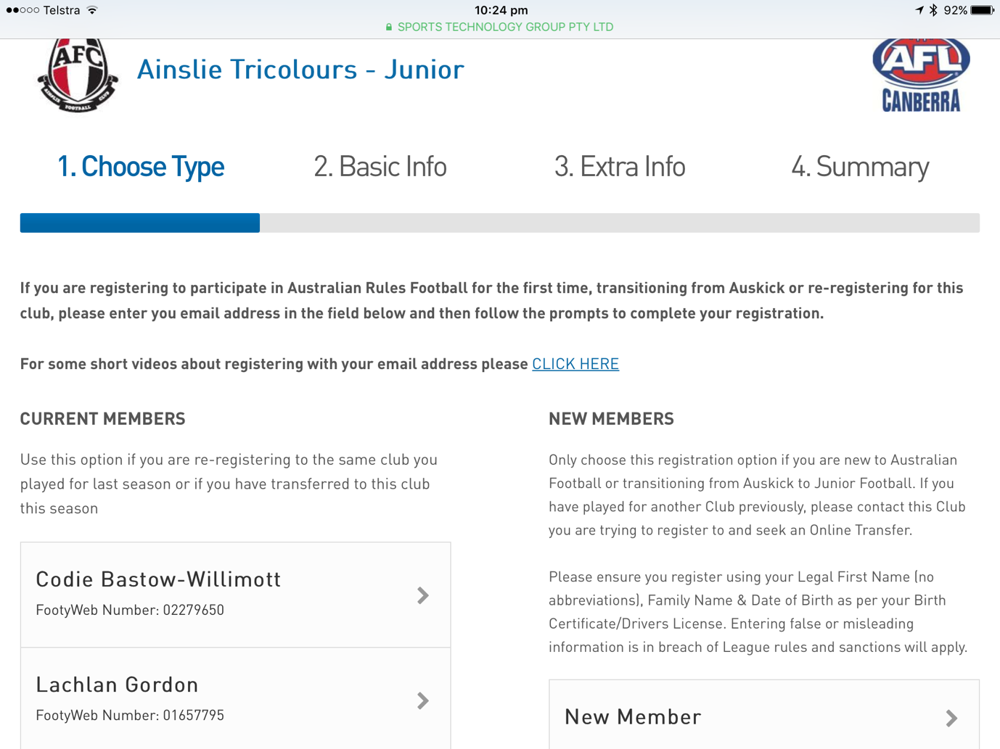 Telstra
10:24 pm
92%
SPORTS TECHNOLOGY GROUP PTY LTD
AFC
AINSLIE FOOTBALL CLUB
Ainslie Tricolours - Junior
AFL
CANBERRA
1. Choose Type
2. Basic Info
3. Extra Info
4. Summary
If you are registering to participate in Australian Rules Football for the first time, transitioning from Auskick or re-registering for this
club, please enter you email address in the field below and then follow the prompts to complete your registration.
For some short videos about registering with your email address please CLICK HERE
CURRENT MEMBERS
Use this option if you are re-registering to the same club you
played for last season or if you have transferred to this club
this season
Codie Bastow-Willimott
FootyWeb Number: 02279650
Lachlan Gordon
FootyWeb Number: 01657795
NEW MEMBERS
Only choose this registration option if you are new to Australian
Football or transitioning from Auskick to Junior Football. If you
have played for another Club previously, please contact this Club
you are trying to register to and seek an Online Transfer.
Please ensure you register using your Legal First Name (no
abbreviations), Family Name & Date of Birth as per your Birth
Certificate/Drivers License. Entering false or misleading
information is in breach of League rules and sanctions will apply.
New Member